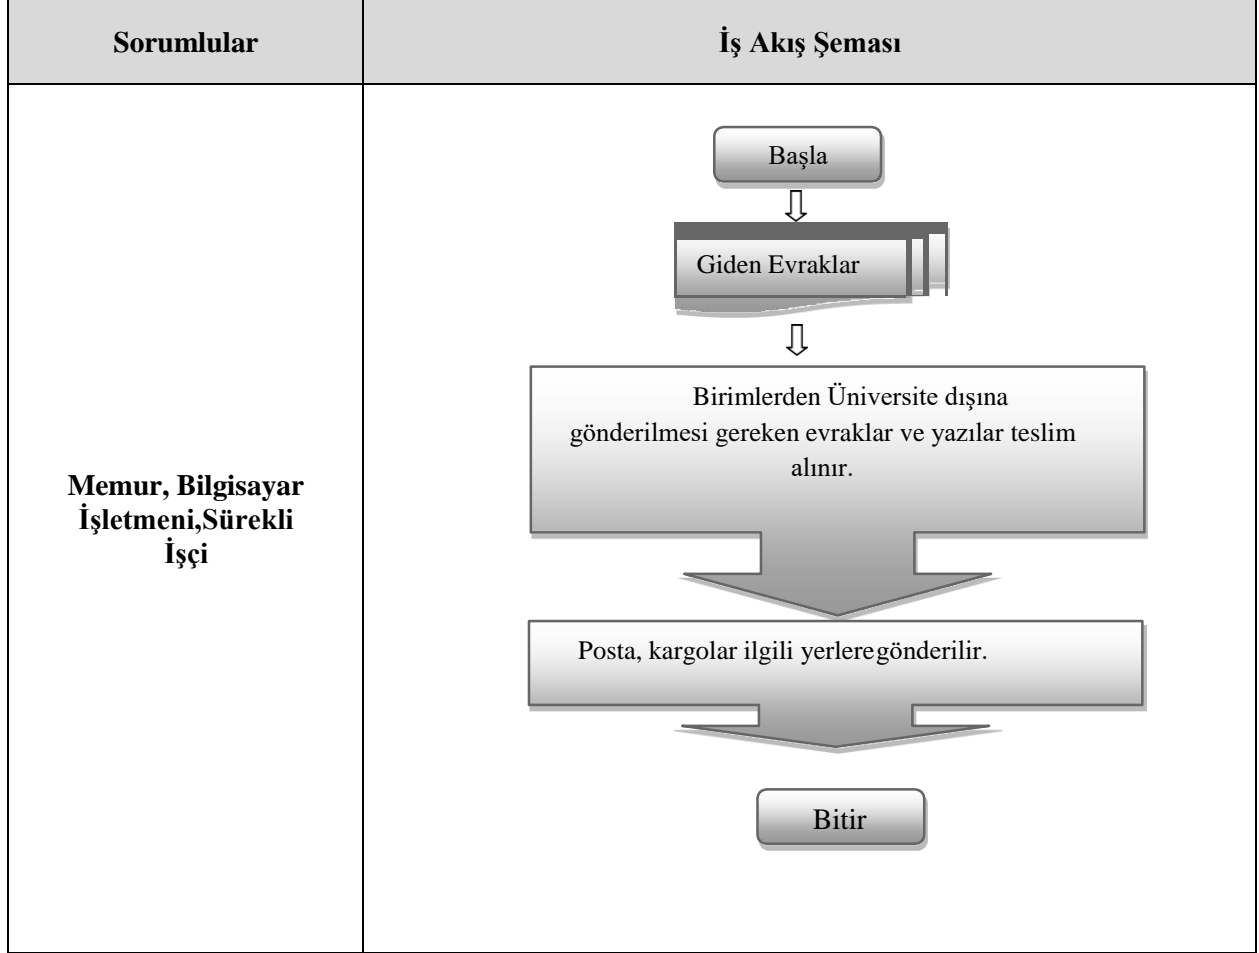 Sorumlular
İş Akış Şeması
Başla
Giden Evraklar
Birimlerden Üniversite dışına
gönderilmesi gereken evraklar ve yazılar teslim
alınır.
Memur, Bilgisayar
İşletmeni,Sürekli
İşçi
Posta, kargolar ilgili yerleregönderilir.
Bitir